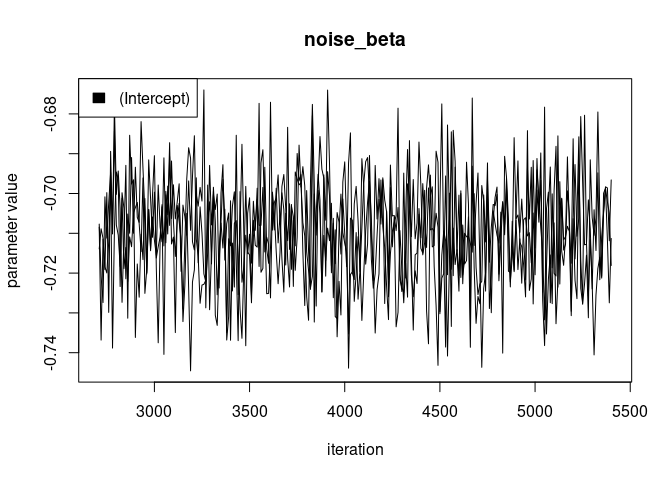 noise_beta
(Intercept)
-0.68
-0.70
-0.72
-0.74
parameter value
3000 3500 4000 4500 5000 5500
iteration